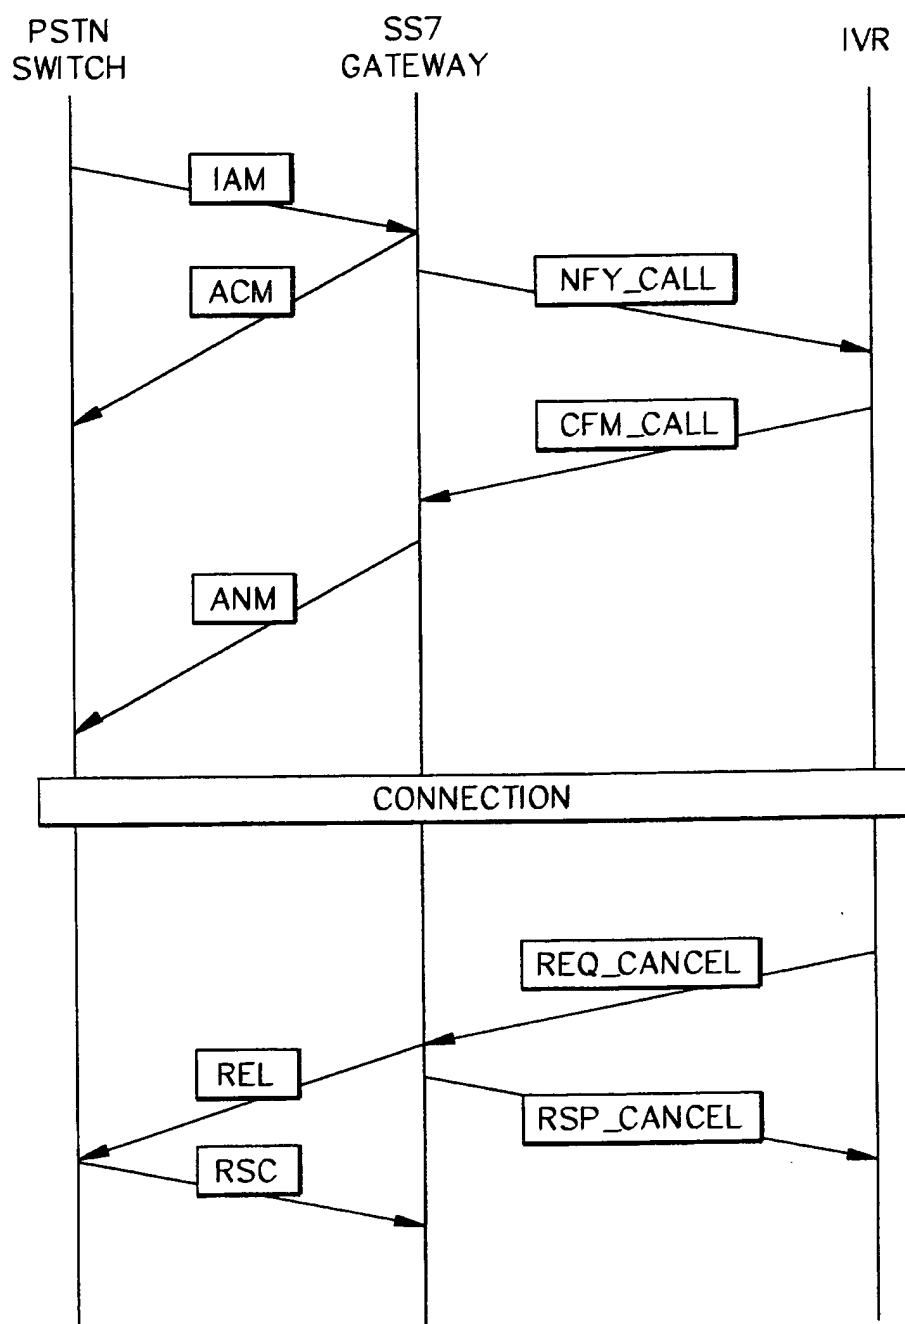 PSTN
SWITCH
SS7
GATEWAY
IVR
IAM
ACM
NFY_CALL
CFM_CALL
ANM
CONNECTION
REQ_CANCEL
REL
RSP_CANCEL
RSC